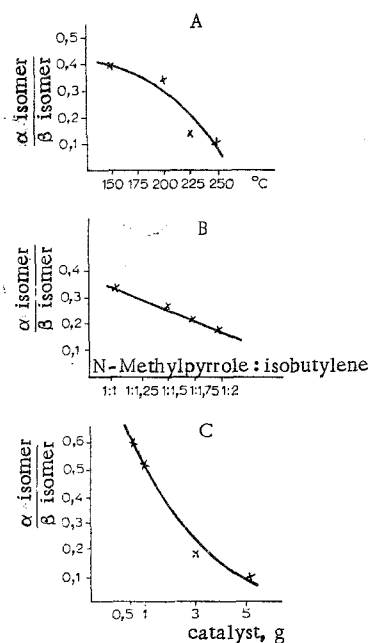 A
0,5
0,4
0,3
0,2
0,1
α isomer
β isomer
150 175 200 225 250 °C
B
0,4
0,3
0,2
0,1
α isomer
β isomer
N-Methylpyrrole : isobutylene
1:1 1:1,25 1:1,5 1:1,75 1:2
C
0,6
0,5
0,4
0,3
0,2
0,1
α isomer
β isomer
0,5 1 3 5
catalyst, g